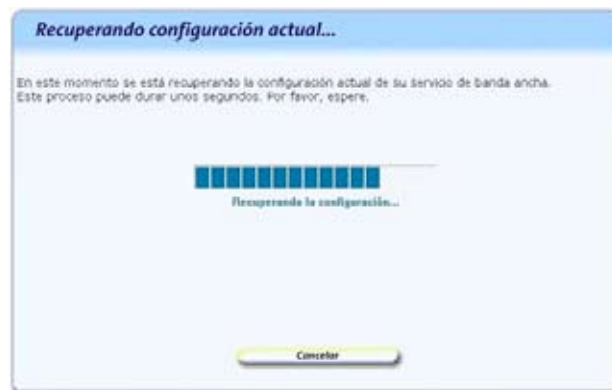 Recuperando configuración actual...
En este momento se está recuperando la configuración actual de su servicio de banda ancha.
Este proceso puede durar unos segundos. Por favor, espere.
Recuperando la configuración...
Cancelar